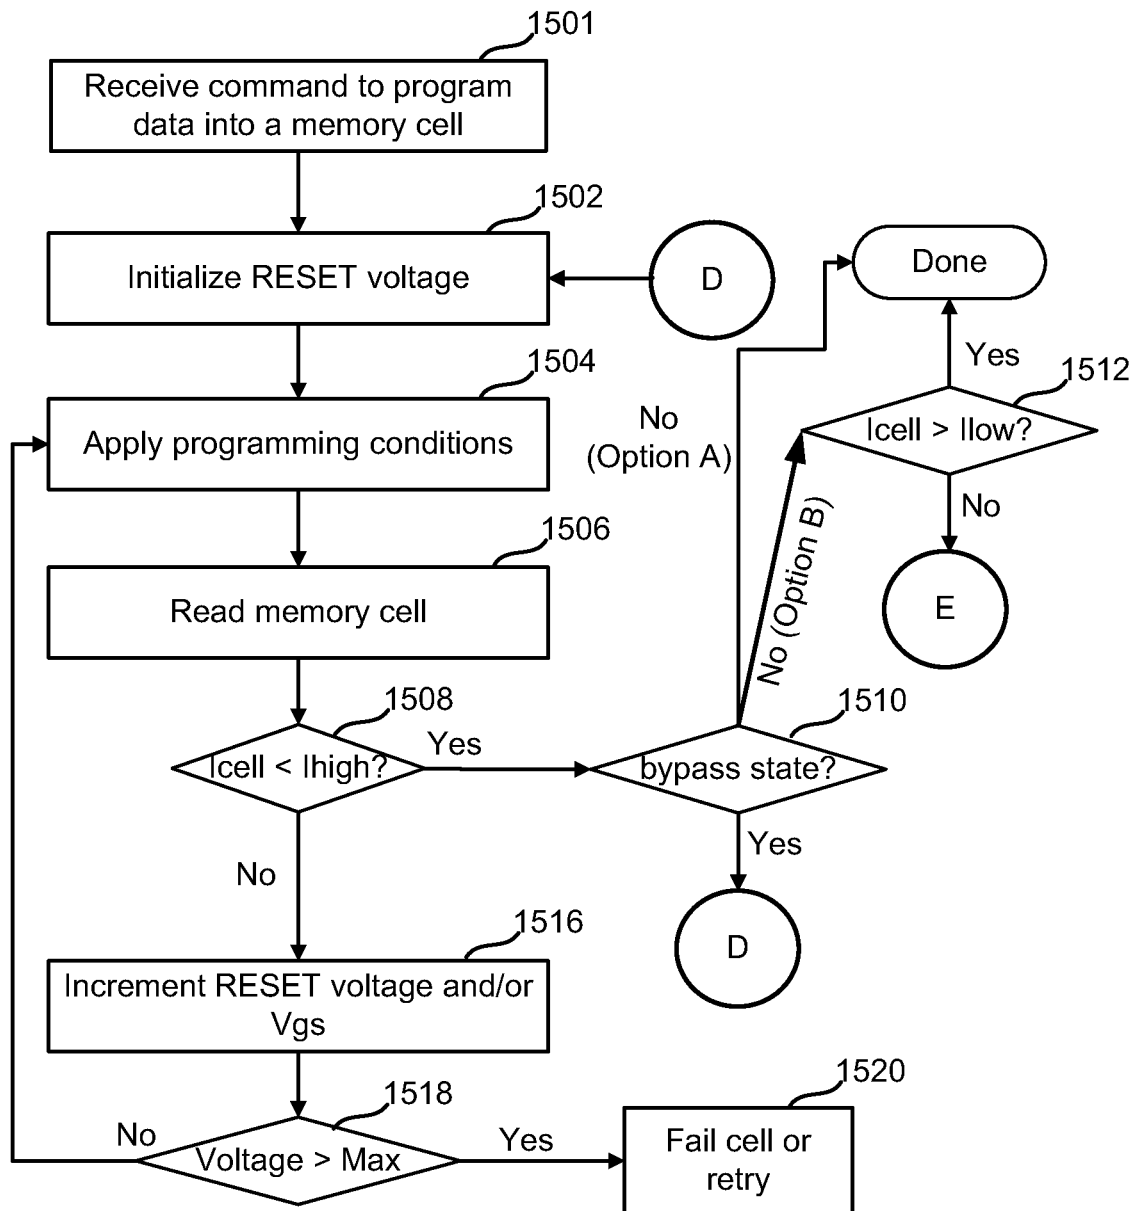 1501
Receive command to program
data into a memory cell
1502
Initialize RESET voltage
D
Done
1504
Apply programming conditions
No
(Option A)
Yes
1512
Icell > Ilow?
No
E
1506
Read memory cell
No (Option B)
1508
Icell < Ihigh?
Yes
1510
bypass state?
Yes
D
No
1516
Increment RESET voltage and/or
Vgs
1518
Voltage > Max
No
Yes
1520
Fail cell or
retry